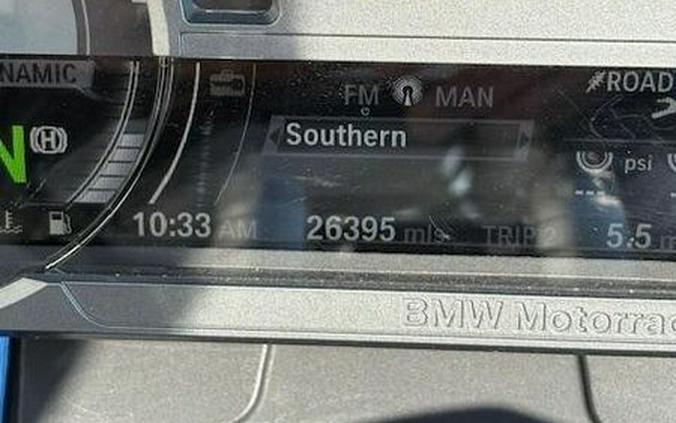 NAMIC
FM MAN
ROAD
Southern
N (H)
psi
---
10:33 AM 26395 mls TRIP 2 5.5 m
BMW Motorrad